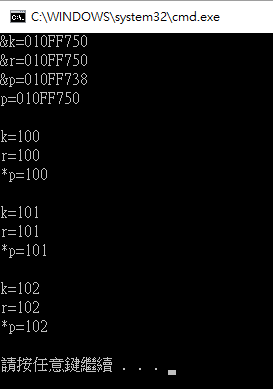 C:\WINDOWS\system32\cmd.exe
&k=010FF750
&r=010FF750
&p=010FF738
p=010FF750
k=100
r=100
*p=100
k=101
r=101
*p=101
k=102
r=102
*p=102
請按任意鍵繼續 . . .